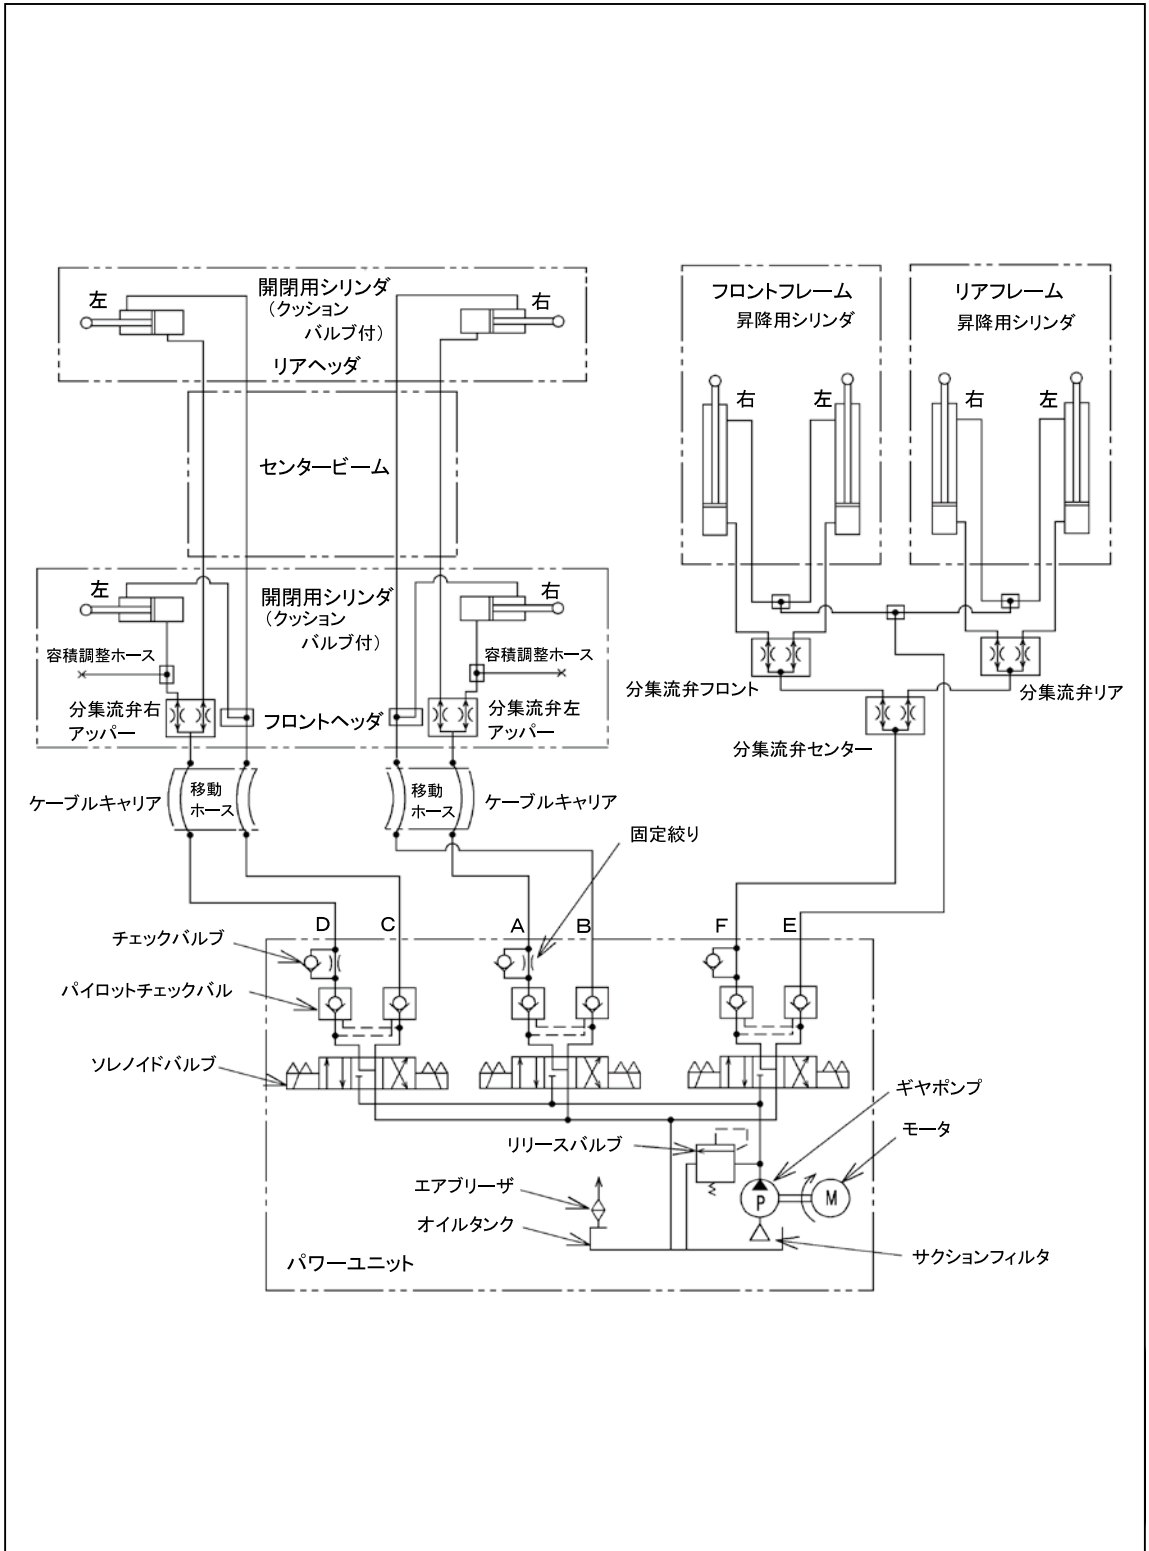 左
開閉用シリンダ
(クッション
バルブ付)
右
リアヘッダ
フロントフレーム
昇降用シリンダ
右
左
リアフレーム
昇降用シリンダ
右
左
センタービーム
左
開閉用シリンダ
(クッション
バルブ付)
右
容積調整ホース
容積調整ホース
分集流弁右
アッパー
フロントヘッダ
分集流弁左
アッパー
分集流弁フロント
分集流弁リア
分集流弁センター
ケーブルキャリア
移動
ホース
移動
ホース
ケーブルキャリア
固定絞り
D
C
A
B
F
E
チェックバルブ
パイロットチェックバル
ソレノイドバルブ
ギヤポンプ
リリースバルブ
モータ
エアブリーザ
P
M
オイルタンク
サクションフィルタ
パワーユニット